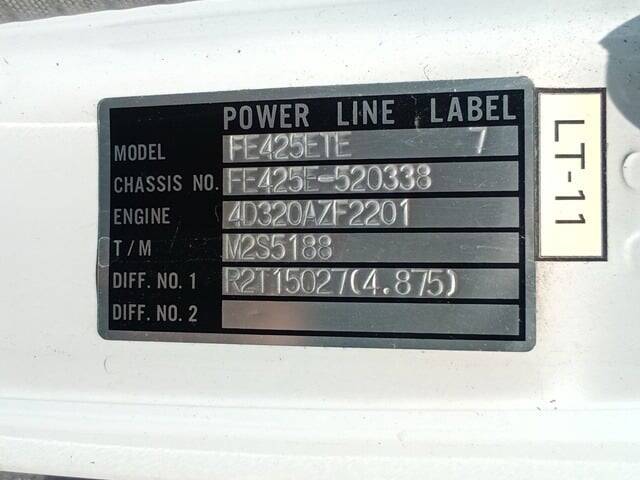 POWER LINE LABEL
MODEL FE425ETE 7
CHASSIS NO. FE425E-520338
ENGINE 4D320AZF2201
T/M M2S5188
DIFF. NO. 1 R2T15027(4.875)
DIFF. NO. 2
LT-11